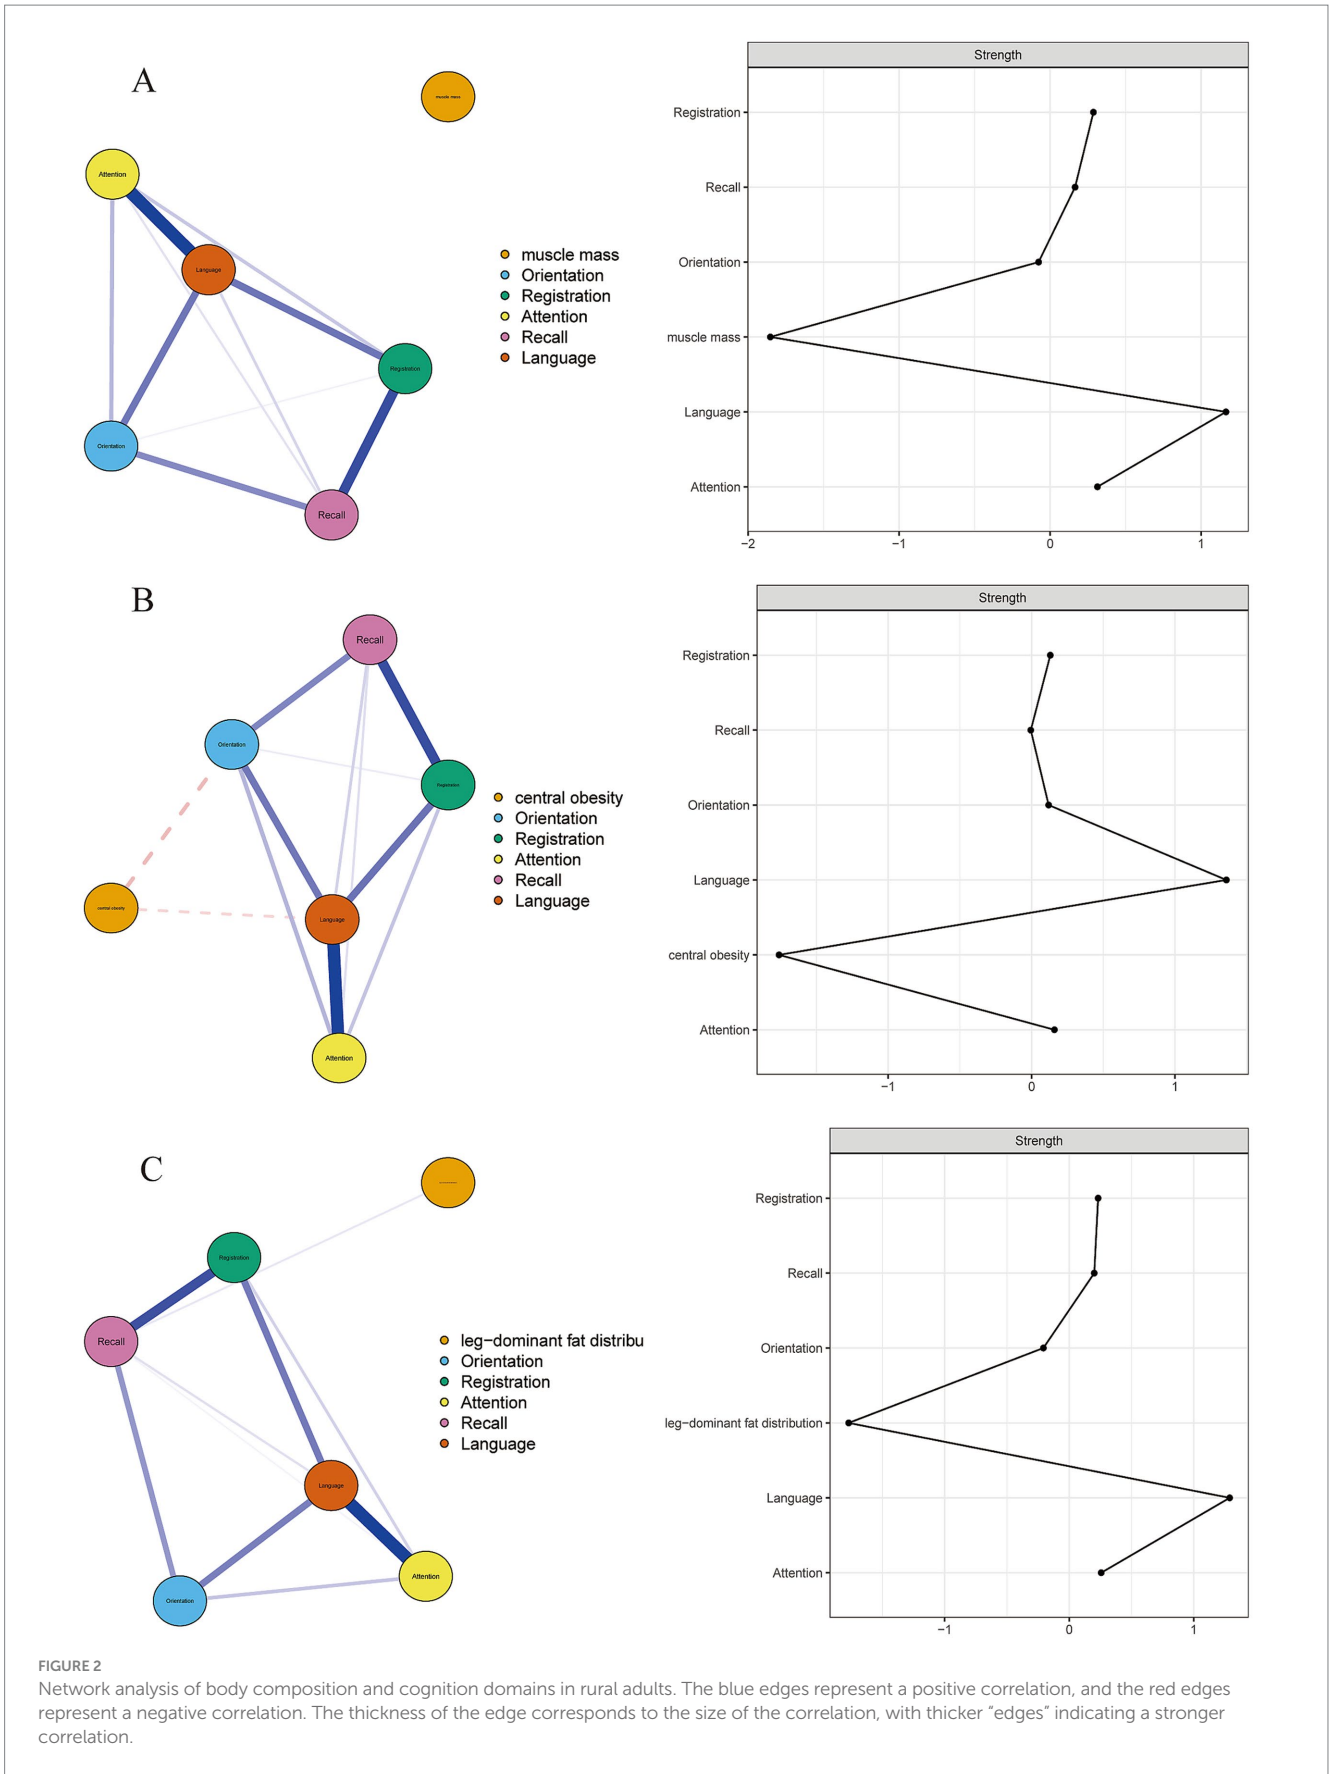 A
muscle mass
Attention
Language
Registration
Orientation
Recall
muscle mass
Orientation
Registration
Attention
Recall
Language
Strength
Registration
Recall
Orientation
muscle mass
Language
Attention
−2 −1 0 1
B
Recall
Orientation
Registration
central obesity
Language
Attention
central obesity
Orientation
Registration
Attention
Recall
Language
Strength
Registration
Recall
Orientation
Language
central obesity
Attention
−1 0 1
C
Registration
Recall
Language
Attention
Orientation
leg−dominant fat distribu
Orientation
Registration
Attention
Recall
Language
Strength
Registration
Recall
Orientation
leg−dominant fat distribution
Language
Attention
−1 0 1
FIGURE 2
Network analysis of body composition and cognition domains in rural adults. The blue edges represent a positive correlation, and the red edges
represent a negative correlation. The thickness of the edge corresponds to the size of the correlation, with thicker “edges” indicating a stronger
correlation.